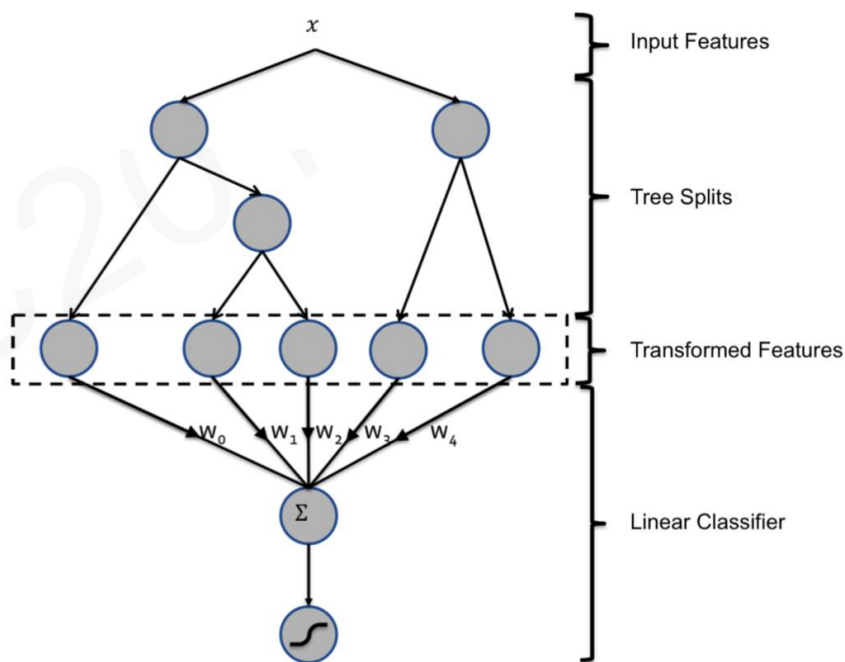 x
Input Features
Tree Splits
Transformed Features
w0 w1 w2 w3 w4
Σ
Linear Classifier